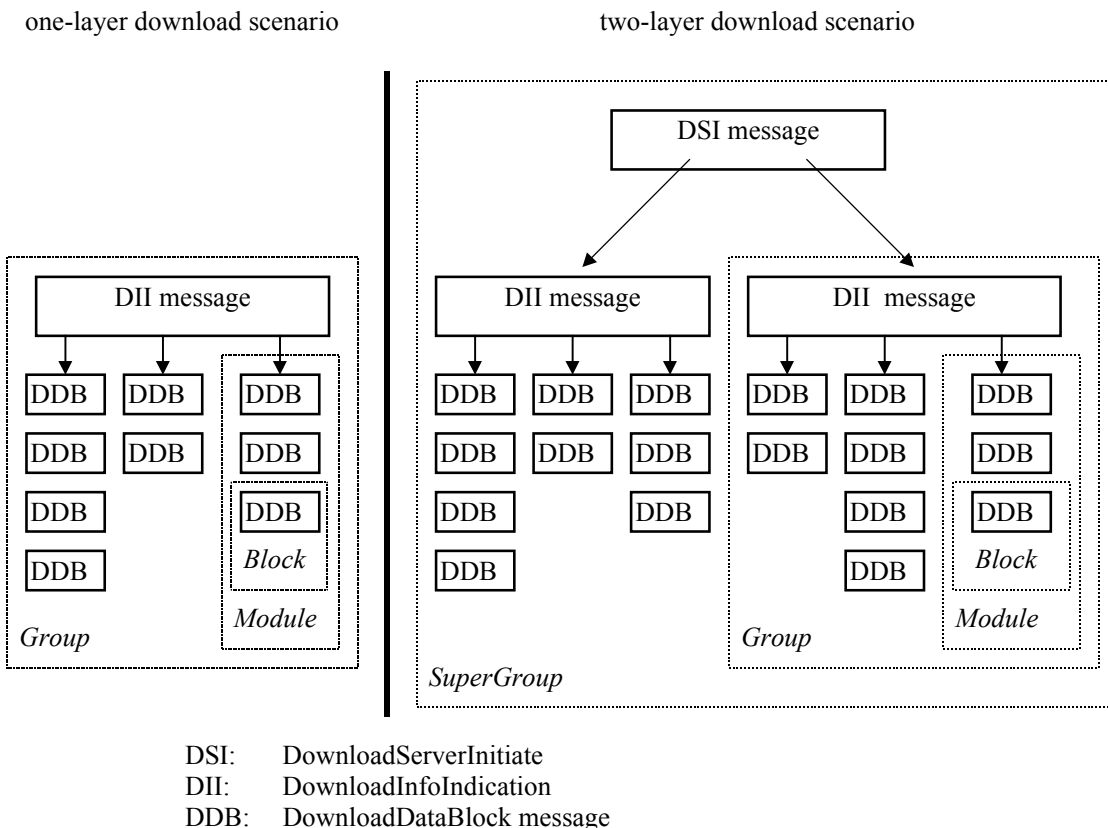 one-layer download scenario
two-layer download scenario
DSI message
DII message
DII message
DII message
DDB DDB DDB
DDB DDB DDB
DDB DDB DDB
DDB DDB DDB
DDB DDB DDB
DDB DDB DDB
DDB DDB
DDB DDB
DDB DDB
DDB Block
DDB
DDB Block
Group Module
Group Module
SuperGroup
DSI: DownloadServerInitiate
DII: DownloadInfoIndication
DDB: DownloadDataBlock message